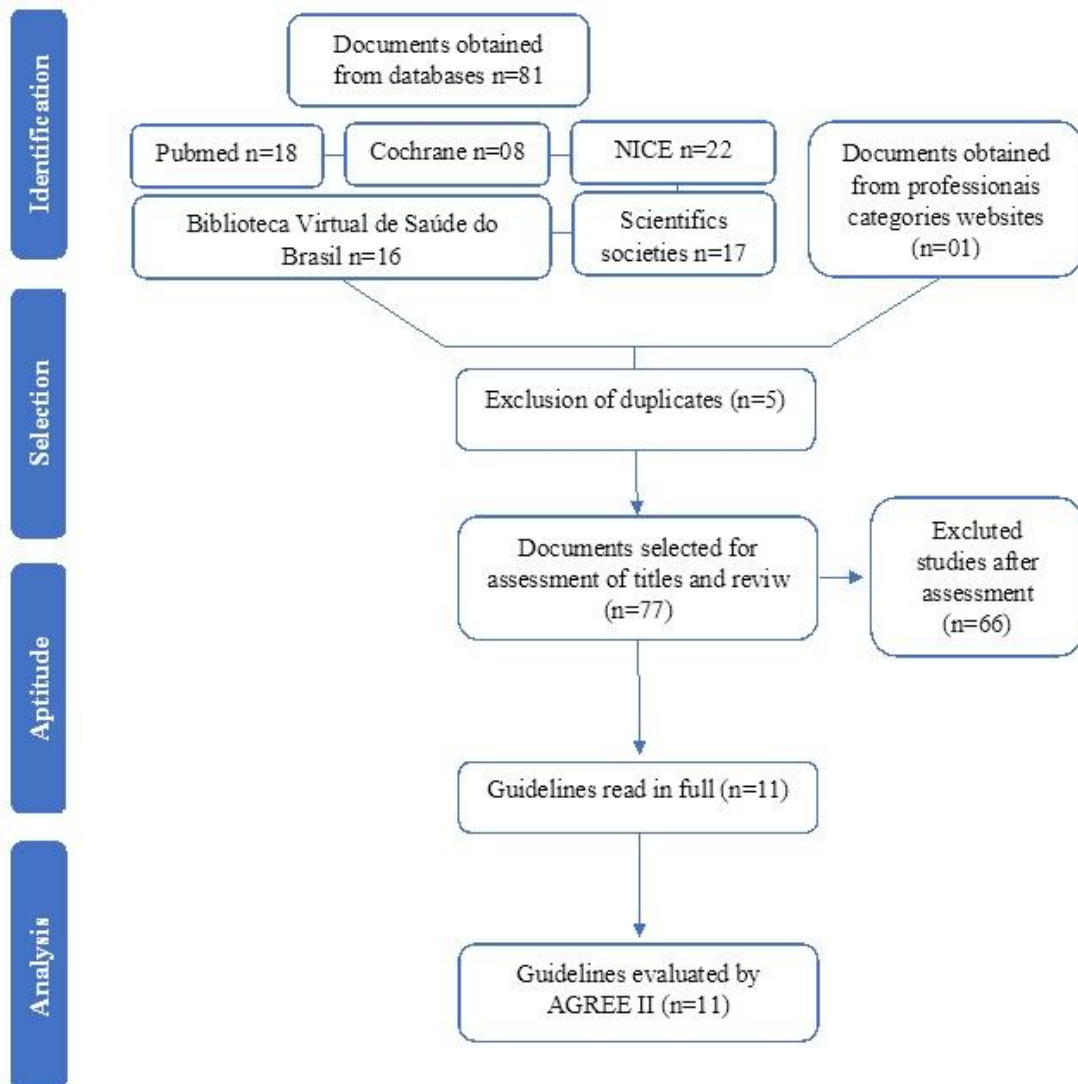 Identification
Documents obtained
from databases n=81
Pubmed n=18
Cochrane n=08
NICE n=22
Biblioteca Virtual de Saúde do
Brasil n=16
Scientifics
societies n=17
Documents obtained
from professionais
categories websites
(n=01)
Selection
Exclusion of duplicates (n=5)
Documents selected for
assessment of titles and reviw
(n=77)
Excluted
studies after
assessment
(n=66)
Aptitude
Guidelines read in full (n=11)
Analysis
Guidelines evaluated by
AGREE II (n=11)